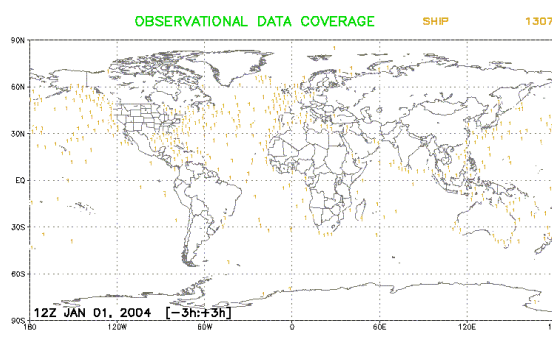 OBSERVATIONAL DATA COVERAGE SHIP 1307
90N
60N
30N
EQ
30S
60S
90S
12Z JAN 01, 2004 [-3h:+3h]
180 120W 60W 0 60E 120E 180